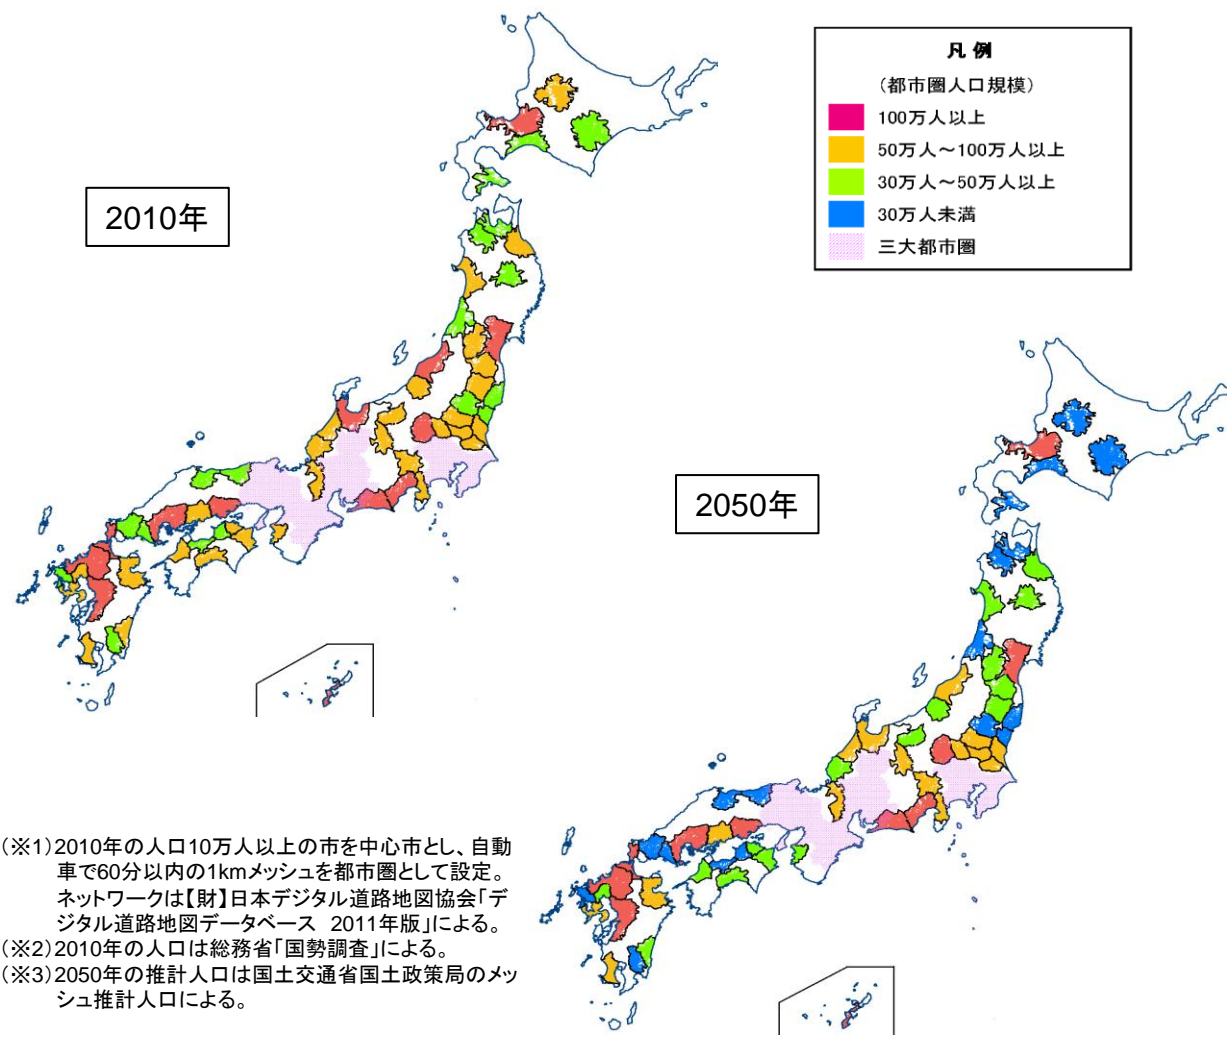 凡 例
(都市圏人口規模)
100万人以上
50万人～100万人以上
30万人～50万人以上
30万人未満
三大都市圏
2010年
2050年
(※1)2010年の人口10万人以上の市を中心市とし、自動
車で60分以内の1kmメッシュを都市圏として設定。
ネットワークは【財】日本デジタル道路地図協会「デ
ジタル道路地図データベース 2011年版」による。
(※2)2010年の人口は総務省「国勢調査」による。
(※3)2050年の推計人口は国土交通省国土政策局のメッ
シュ推計人口による。